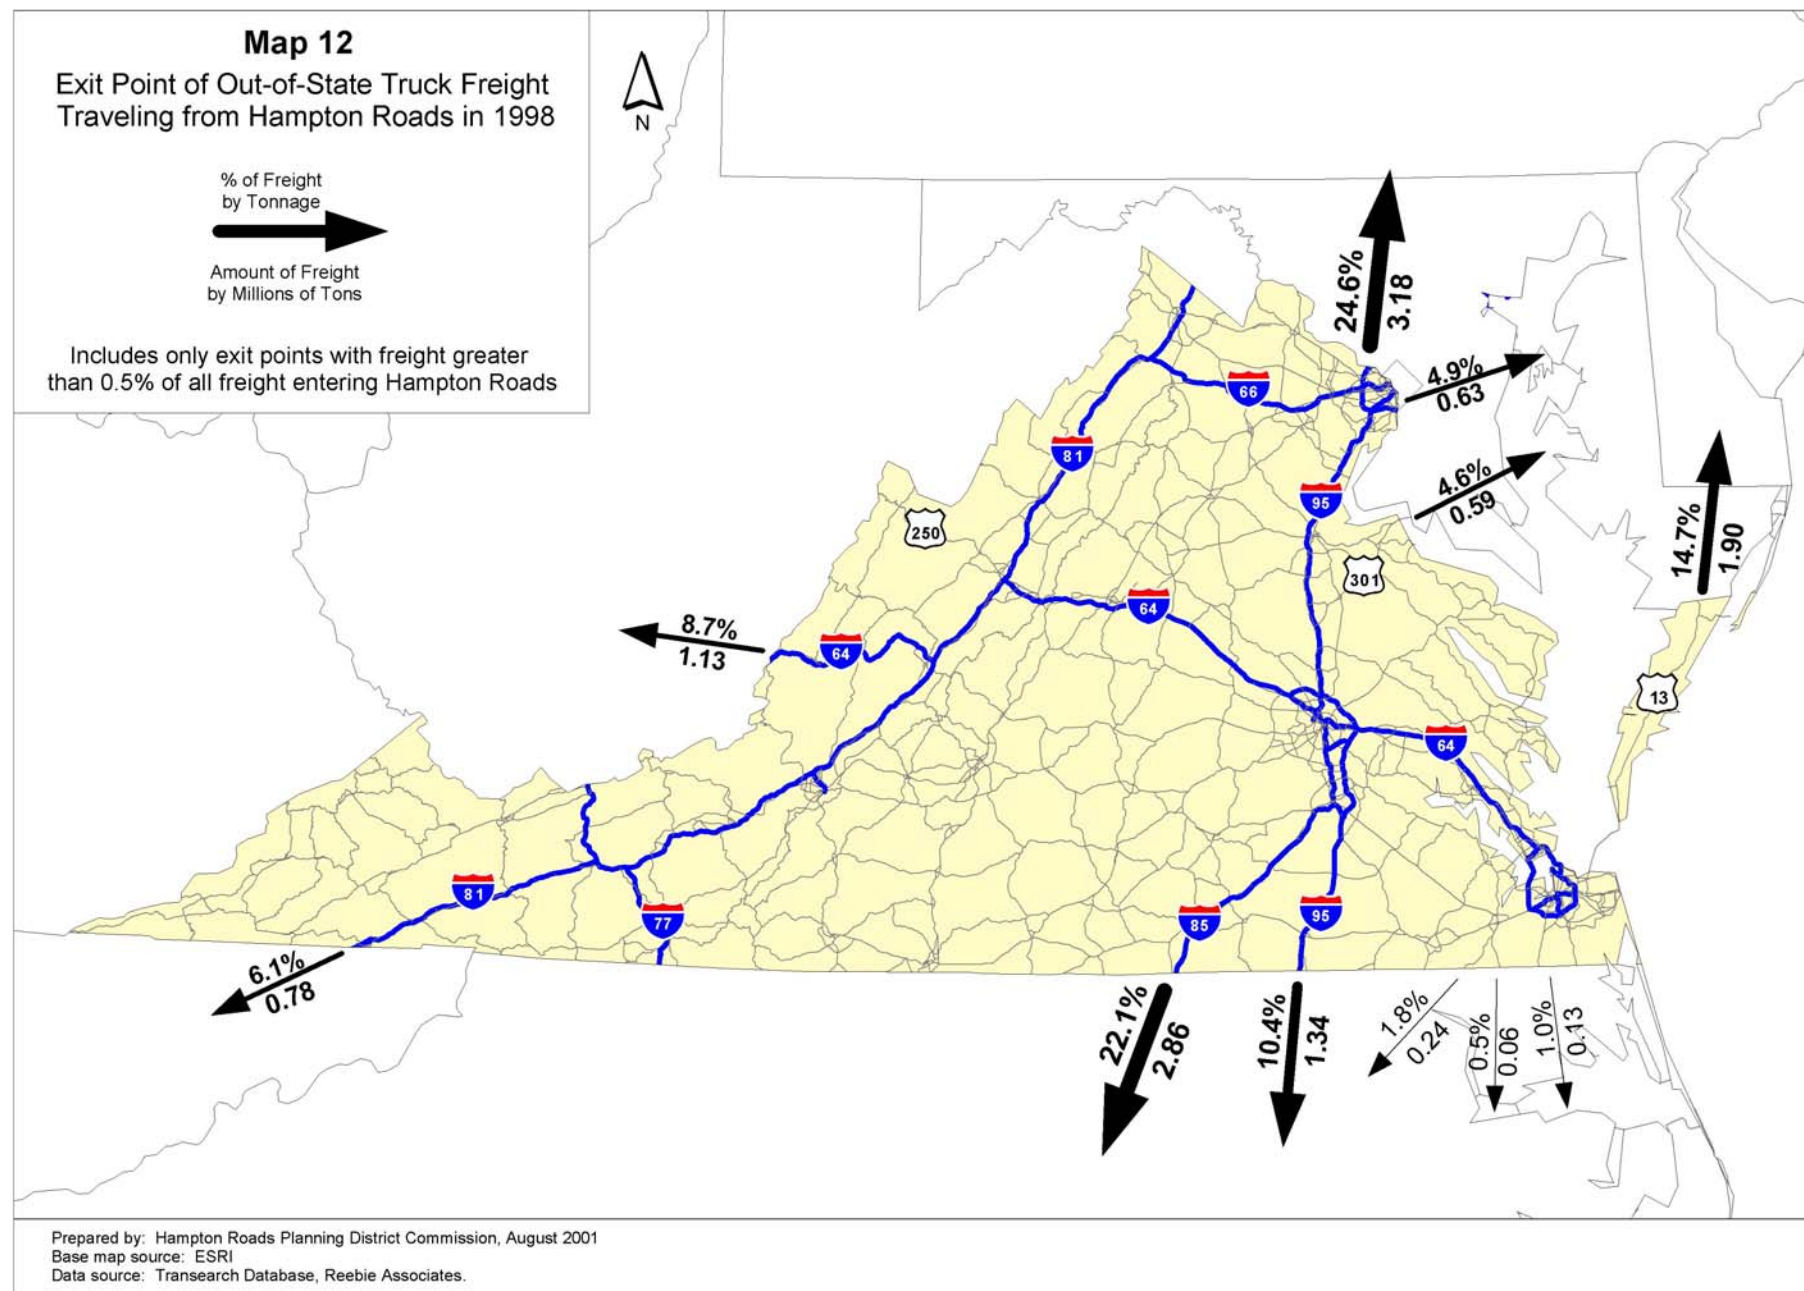 Map 12
Exit Point of Out-of-State Truck Freight
Traveling from Hampton Roads in 1998
% of Freight
by Tonnage
Amount of Freight
by Millions of Tons
Includes only exit points with freight greater
than 0.5% of all freight entering Hampton Roads
N
24.6%
3.18
4.9%
0.63
66
81
95
4.6%
0.59
250
14.7%
1.90
301
64
8.7%
1.13
64
13
64
81
77
85
95
6.1%
0.78
22.1%
2.86
10.4%
1.34
1.8%
0.24
0.5%
0.06
1.0%
0.13
Prepared by: Hampton Roads Planning District Commission, August 2001
Base map source: ESRI
Data source: Transearch Database, Reebie Associates.